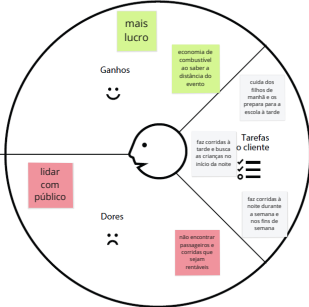 mais
lucro
economia de
combustível
ao saber a
distância do
evento
Ganhos
cuida dos
filhos de
manhã e os
prepara para a
escola à tarde
Tarefas
o cliente
faz corridas à
tarde e busca
as crianças no
início da noite
lidar
com
público
faz corridas à
noite durante
a semana e
nos fins de
semana
Dores
não encontrar
passageiros e
corridas que
sejam
rentáveis